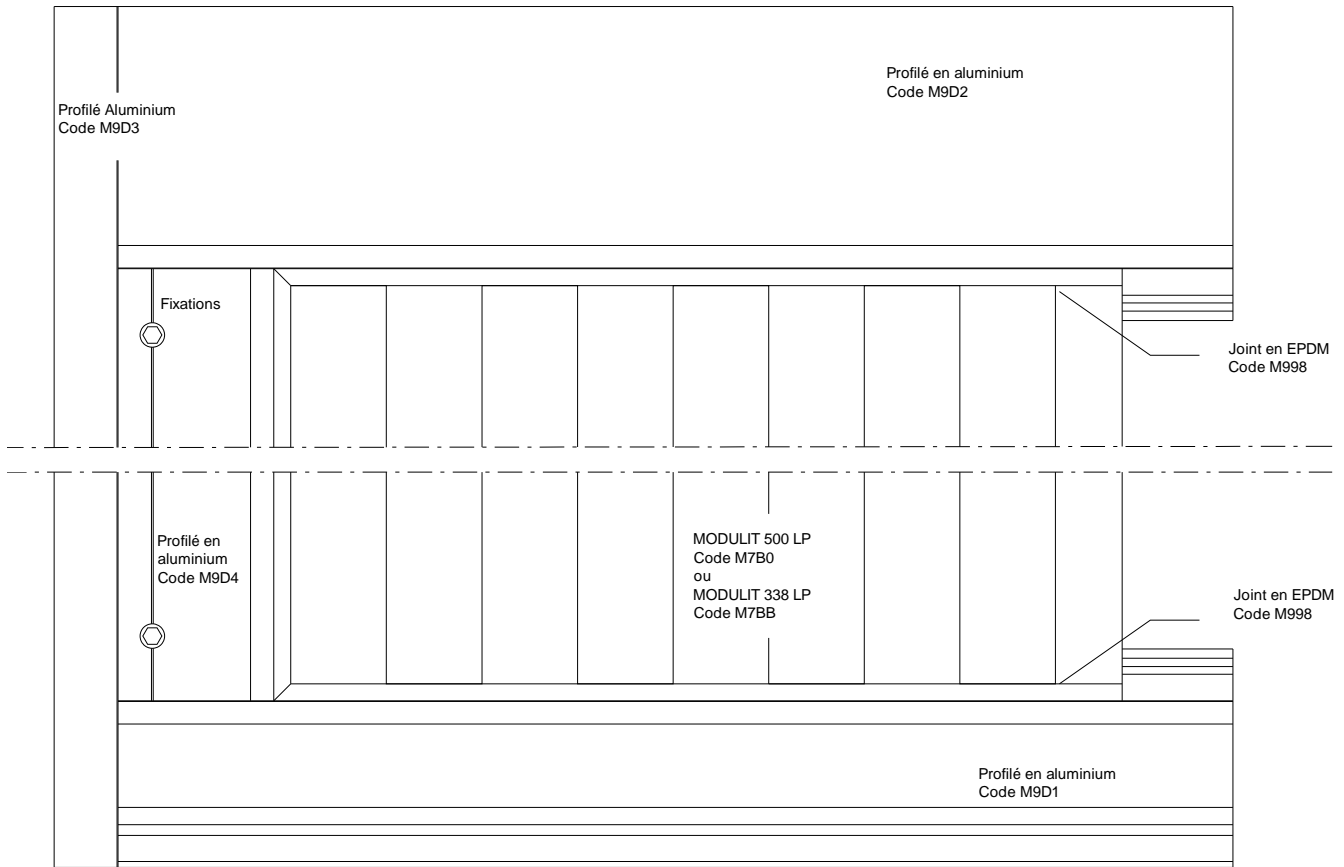 Profilé en aluminium
Code M9D2
Profilé Aluminium
Code M9D3
Fixations
Joint en EPDM
Code M998
Profilé en
aluminium
Code M9D4
MODULIT 500 LP
Code M7B0
ou
MODULIT 338 LP
Code M7BB
Joint en EPDM
Code M998
Profilé en aluminium
Code M9D1